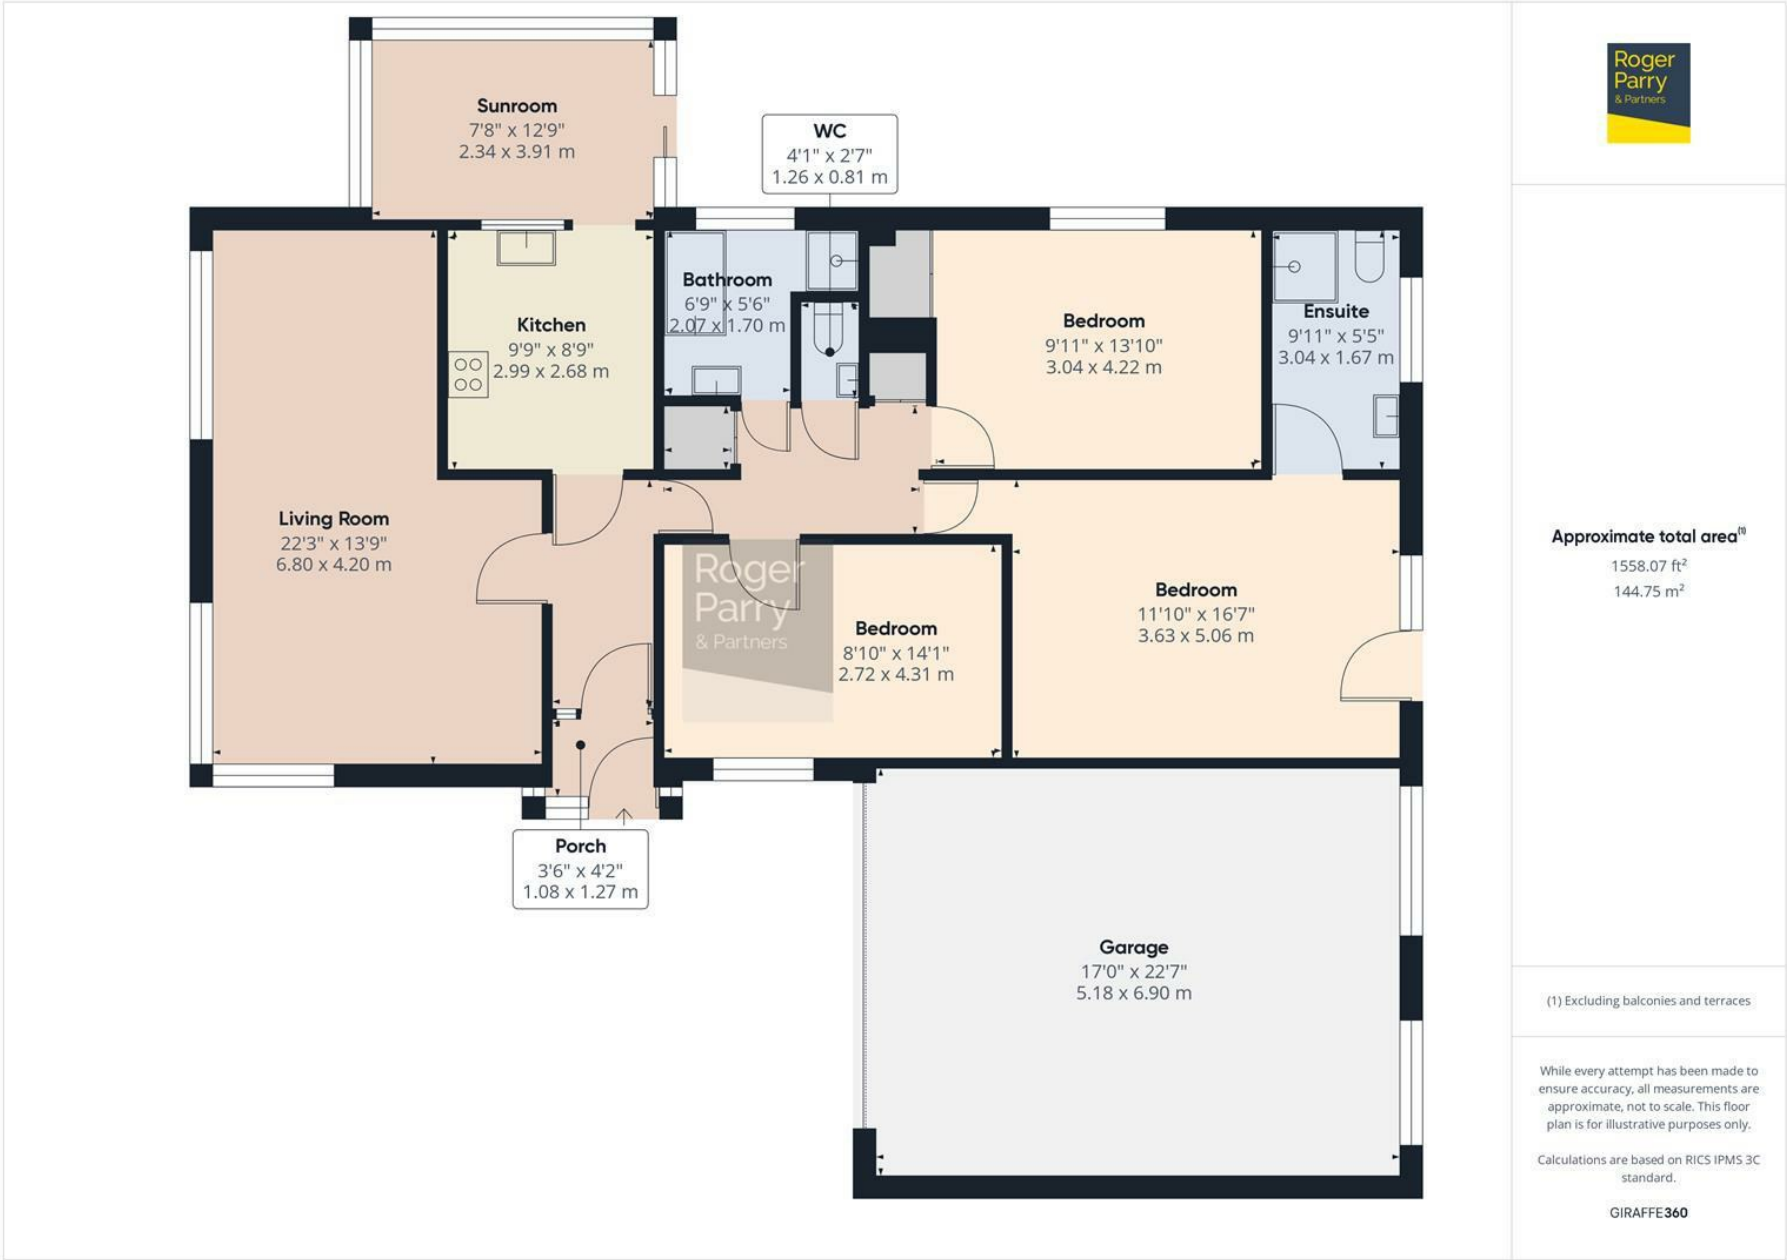 Sunroom
7'8" x 12'9"
2.34 x 3.91 m
WC
4'1" x 2'7"
1.26 x 0.81 m
Kitchen
9'9" x 8'9"
2.99 x 2.68 m
Bathroom
6'9" x 5'6"
2.07 x 1.70 m
Bedroom
9'11" x 13'10"
3.04 x 4.22 m
Ensuite
9'11" x 5'5"
3.04 x 1.67 m
Living Room
22'3" x 13'9"
6.80 x 4.20 m
Roger
Parry
& Partners
Bedroom
8'10" x 14'1"
2.72 x 4.31 m
Bedroom
11'10" x 16'7"
3.63 x 5.06 m
Porch
3'6" x 4'2"
1.08 x 1.27 m
Garage
17'0" x 22'7"
5.18 x 6.90 m
Roger
Parry
& Partners
Approximate total area(1)
1558.07 ft²
144.75 m²
(1) Excluding balconies and terraces
While every attempt has been made to
ensure accuracy, all measurements are
approximate, not to scale. This floor
plan is for illustrative purposes only.
Calculations are based on RICS IPMS 3C
standard.
GIRAFFE360